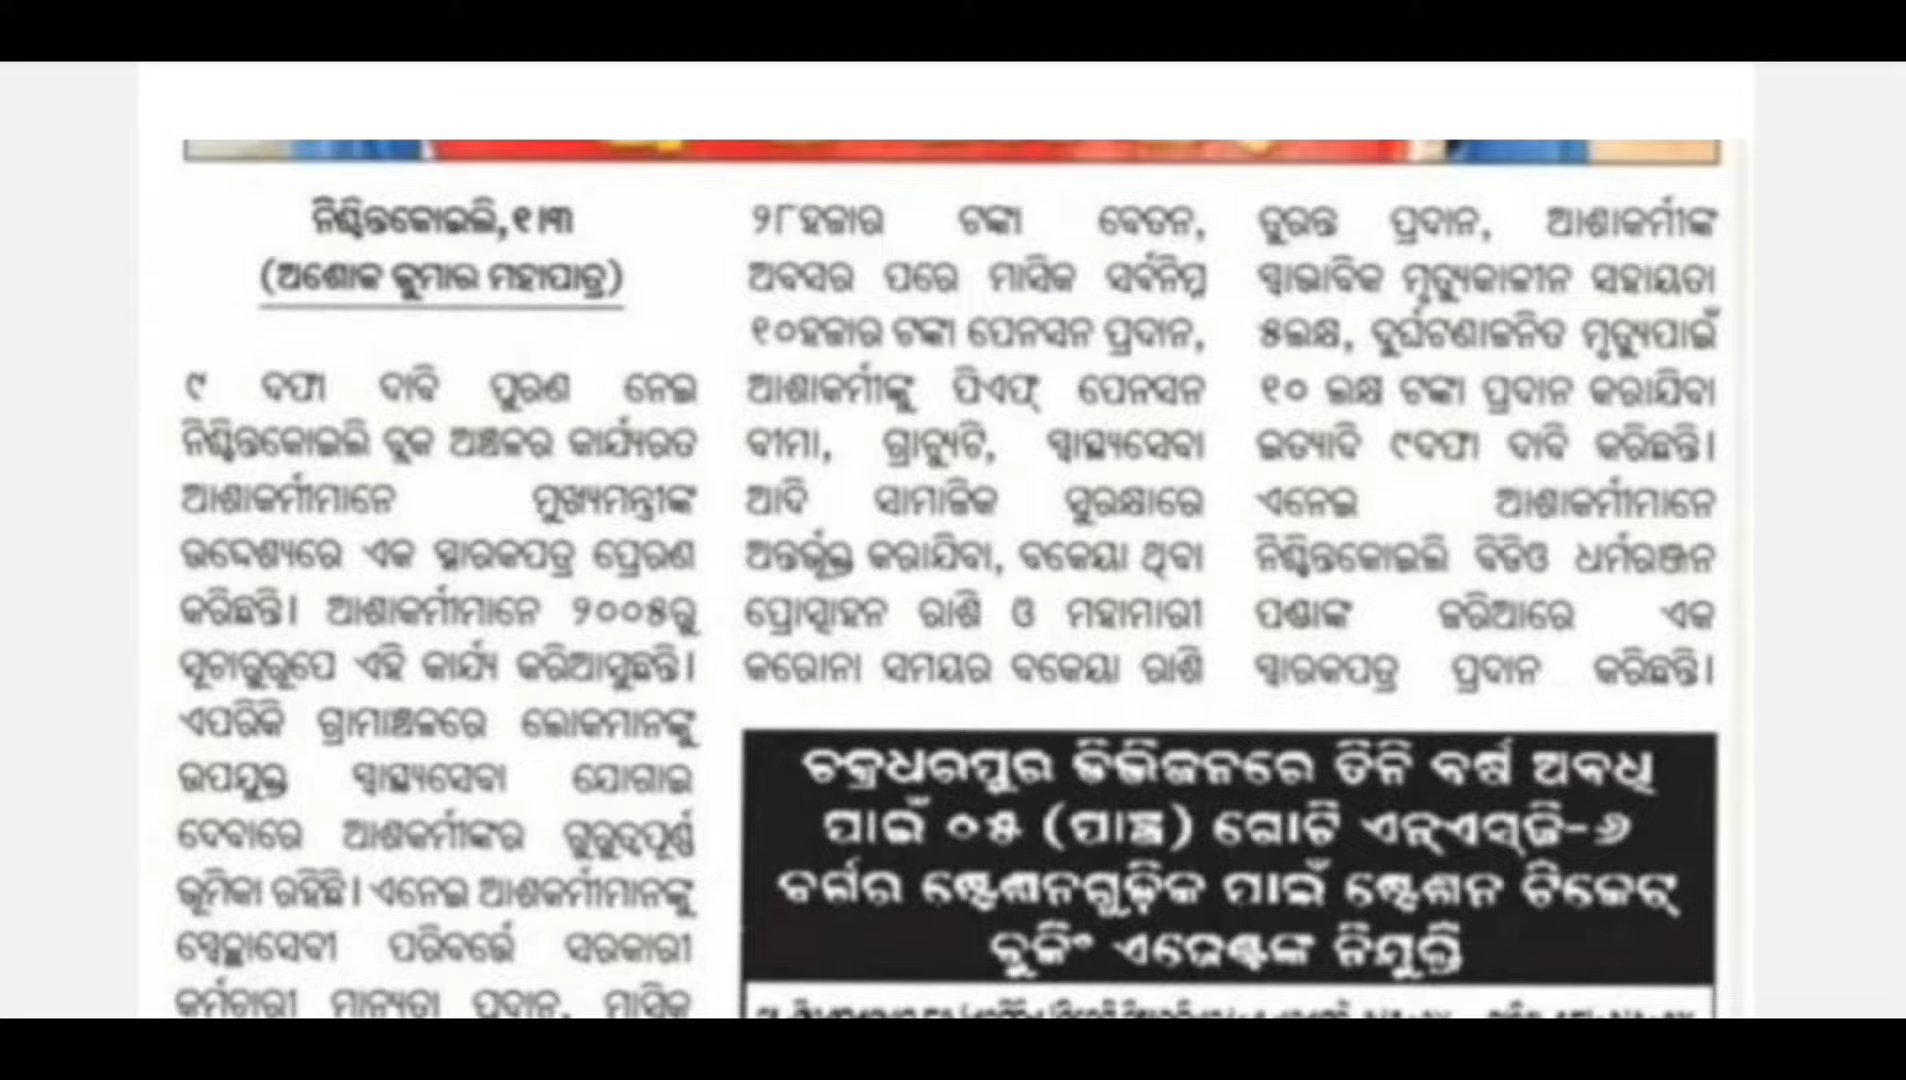 ନିଶ୍ଚିନ୍ତକୋଇଲି,୧।୩
(ଅଶୋକ କୁମାର ମହାପାତ୍ର)
୯ ଦଫା ଦାବି ପୁରଣ ନେଇ
ନିଶ୍ଚିନ୍ତକୋଇଲି ବ୍ଲକ ଅଞ୍ଚଳର କାର୍ଯ୍ୟରତ
ଆଶାକର୍ମୀମାନେ ମୁଖ୍ୟମନ୍ତ୍ରୀଙ୍କ
ଉଦ୍ଦେଶ୍ୟରେ ଏକ ସ୍ମାରକପତ୍ର ପ୍ରେରଣ
କରିଛନ୍ତି। ଆଶାକର୍ମୀମାନେ ୨୦୦୫ରୁ
ସୂଚାରୁରୂପେ ଏହି କାର୍ଯ୍ୟ କରିଆସୁଛନ୍ତି।
ଏପରିକି ଗ୍ରାମାଞ୍ଚଳରେ ଲୋକମାନଙ୍କୁ
ଉପଯୁକ୍ତ ସ୍ୱାସ୍ଥ୍ୟସେବା ଯୋଗାଇ
ଦେବାରେ ଆଶକର୍ମୀଙ୍କର ଗୁରୁତ୍ୱପୂର୍ଣ୍ଣ
ଭୂମିକା ରହିଛି। ଏନେଇ ଆଶକର୍ମୀମାନଙ୍କୁ
ସ୍ୱେଚ୍ଛାସେବୀ ପରିବର୍ତ୍ତେ ସରକାରୀ
କର୍ମଚାରୀ ମାନ୍ୟତା ପ୍ରଦାନ, ମାସିକ
୨୮ହଜାର ଟଙ୍କା ବେତନ,
ଅବସର ପରେ ମାସିକ ସର୍ବନିମ୍ନ
୧୦ହଜାର ଟଙ୍କା ପେନସନ ପ୍ରଦାନ,
ଆଶାକର୍ମୀଙ୍କୁ ପିଏଫ୍ ପେନସନ
ବୀମା, ଗ୍ରାଚ୍ୟୁଟି, ସ୍ୱାସ୍ଥ୍ୟସେବା
ଆଦି ସାମାଜିକ ସୁରକ୍ଷାରେ
ଅନ୍ତର୍ଭୂକ୍ତ କରାଯିବା, ବକେୟା ଥିବା
ପ୍ରୋତ୍ସାହନ ରାଶି ଓ ମହାମାରୀ
କରୋନା ସମୟର ବକେୟା ରାଶି
ତୁରନ୍ତ ପ୍ରଦାନ, ଆଶାକର୍ମୀଙ୍କ
ସ୍ୱାଭାବିକ ମୃତ୍ୟୁକାଳୀନ ସହାୟତା
୫ଲକ୍ଷ, ଦୁର୍ଘଟଣାଜନିତ ମୃତ୍ୟୁପାଇଁ
୧୦ ଲକ୍ଷ ଟଙ୍କା ପ୍ରଦାନ କରାଯିବା
ଇତ୍ୟାଦି ୯ଦଫା ଦାବି କରିଛନ୍ତି।
ଏନେଇ ଆଶାକର୍ମୀମାନେ
ନିଶ୍ଚିନ୍ତକୋଇଲି ବିଡିଓ ଧର୍ମରଞ୍ଜନ
ପଣ୍ଡାଙ୍କ ଜରିଆରେ ଏକ
ସ୍ମାରକପତ୍ର ପ୍ରଦାନ କରିଛନ୍ତି।
ଚକ୍ରଧରପୁର ଡିଭିଜନରେ ତିନି ବର୍ଷ ଅବଧି
ପାଇଁ ୦୫ (ପାଞ୍ଚ) ଗୋଟି ଏନ୍ଏସ୍ଜି-୬
ବର୍ଗର ଷ୍ଟେଶନଗୁଡ଼ିକ ପାଇଁ ଷ୍ଟେଶନ ଟିକେଟ୍
ବୁକିଂ ଏଜେଣ୍ଟଙ୍କ ନିଯୁକ୍ତି